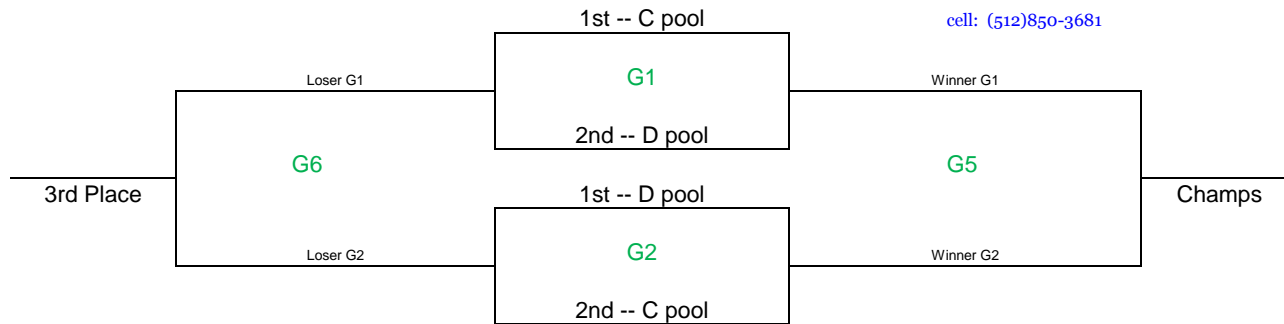 1st -- C pool
cell: (512)850-3681
Loser G1
G1
Winner G1
2nd -- D pool
G6
G5
3rd Place
1st -- D pool
Champs
Loser G2
G2
Winner G2
2nd -- C pool